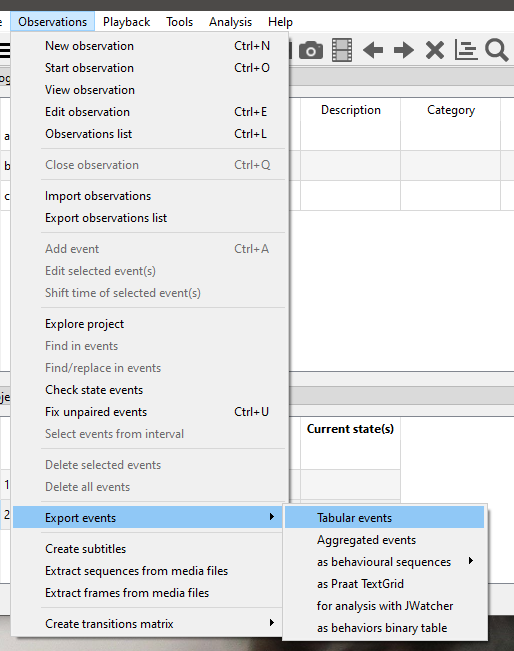 e Observations Playback Tools Analysis Help
og
Description Category
a
b
c
New observation Ctrl+N
Start observation Ctrl+O
View observation
Edit observation Ctrl+E
Observations list Ctrl+L
Close observation Ctrl+Q
Import observations
Export observations list
Add event Ctrl+A
Edit selected event(s)
Shift time of selected event(s)
Explore project
Find in events
Find/replace in events
Check state events
Fix unpaired events Ctrl+U
Select events from interval
Delete selected events
Delete all events
Export events
Create subtitles
Extract sequences from media files
Extract frames from media files
Create transitions matrix
oje
Current state(s)
1
2
Tabular events
Aggregated events
as behavioural sequences
as Praat TextGrid
for analysis with JWatcher
as behaviors binary table